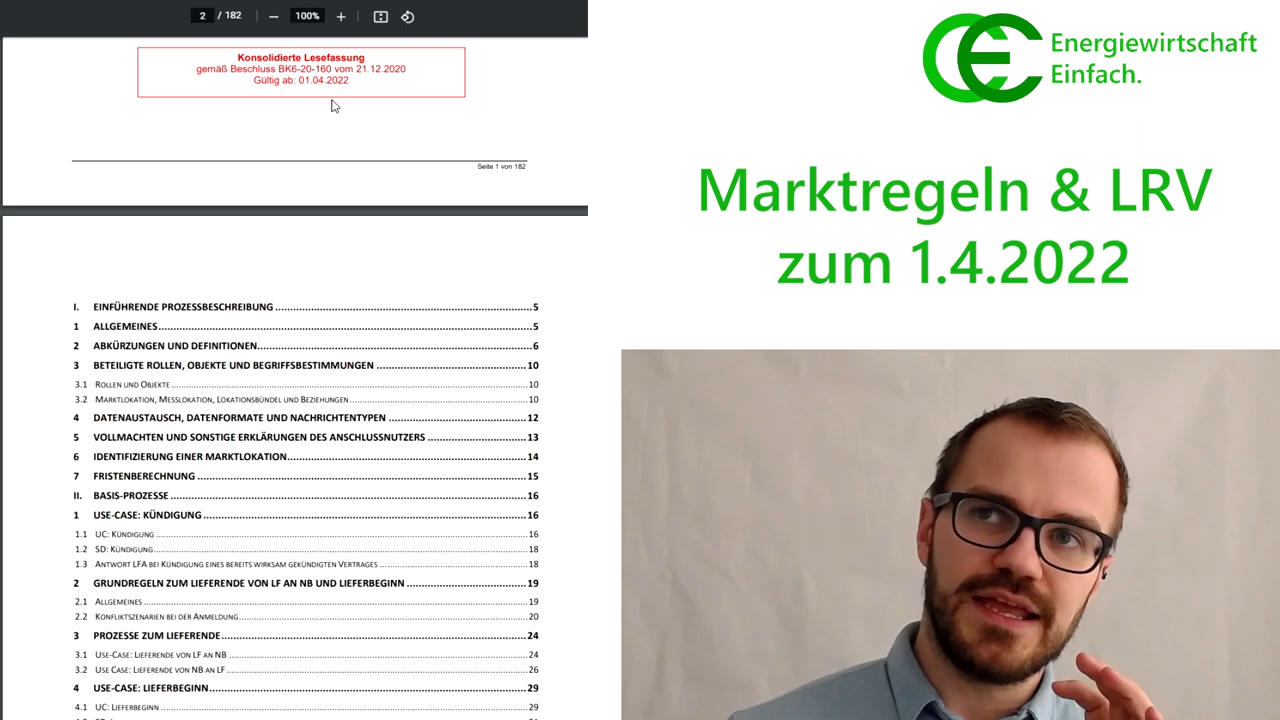 2 / 182 — 100% +
Konsolidierte Lesefassung
gemäß Beschluss BK6-20-160 vom 21.12.2020
Gültig ab: 01.04.2022
Seite 1 von 182
I. EINFÜHRENDE PROZESSBESCHREIBUNG 5
1 ALLGEMEINES 5
2 ABKÜRZUNGEN UND DEFINITIONEN 6
3 BETEILIGTE ROLLEN, OBJEKTE UND BEGRIFFSBESTIMMUNGEN 10
3.1 ROLLEN UND OBJEKTE 10
3.2 MARKTLOKATION, MESSLOKATION, LOKATIONSBÜNDEL UND BEZIEHUNGEN 10
4 DATENAUSTAUSCH, DATENFORMATE UND NACHRICHTENTYPEN 12
5 VOLLMACHTEN UND SONSTIGE ERKLÄRUNGEN DES ANSCHLUSSNUTZERS 13
6 IDENTIFIZIERUNG EINER MARKTLOKATION 14
7 FRISTENBERECHNUNG 15
II. BASIS-PROZESSE 16
1 USE-CASE: KÜNDIGUNG 16
1.1 UC: KÜNDIGUNG 16
1.2 SD: KÜNDIGUNG 18
1.3 ANTWORT LFA BEI KÜNDIGUNG EINES BEREITS WIRKSAM GEKÜNDIGTEN VERTRAGES 18
2 GRUNDREGELN ZUM LIEFERENDE VON LF AN NB UND LIEFERBEGINN 19
2.1 ALLGEMEINES 19
2.2 KONFLIKTSZENARIEN BEI DER ANMELDUNG 20
3 PROZESSE ZUM LIEFERENDE 24
3.1 USE-CASE: LIEFERENDE VON LF AN NB 24
3.2 USE CASE: LIEFERENDE VON NB AN LF 26
4 USE-CASE: LIEFERBEGINN 29
4.1 UC: LIEFERBEGINN 29
Energiewirtschaft
Einfach.
Marktregeln & LRV
zum 1.4.2022